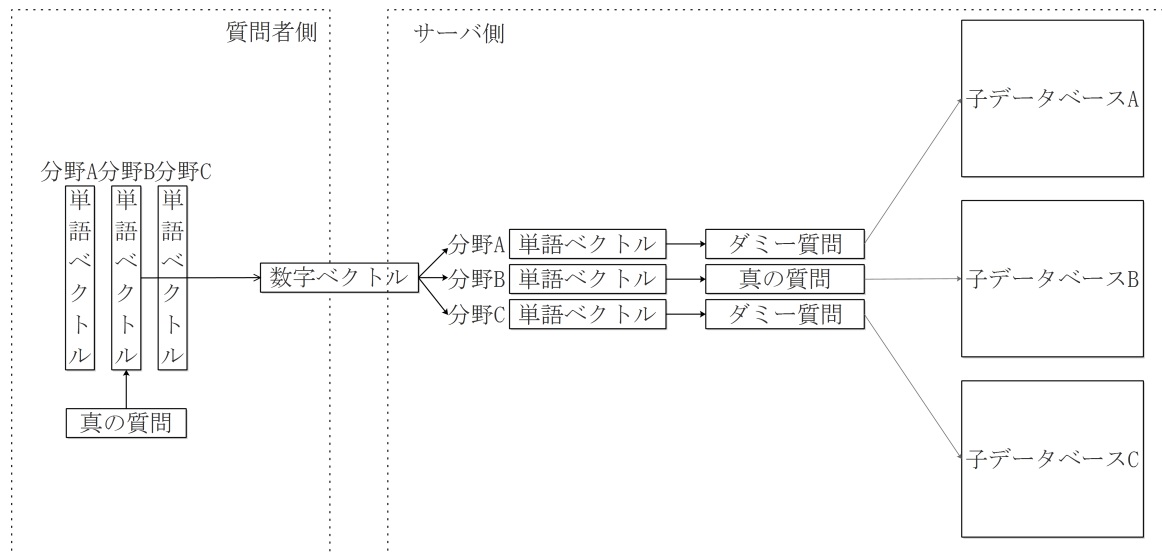 質問者側
サーバ側
分野A分野B分野C
単語ベクトル
単語ベクトル
単語ベクトル
真の質問
数字ベクトル
分野A 単語ベクトル ダミー質問
分野B 単語ベクトル 真の質問
分野C 単語ベクトル ダミー質問
子データベースA
子データベースB
子データベースC